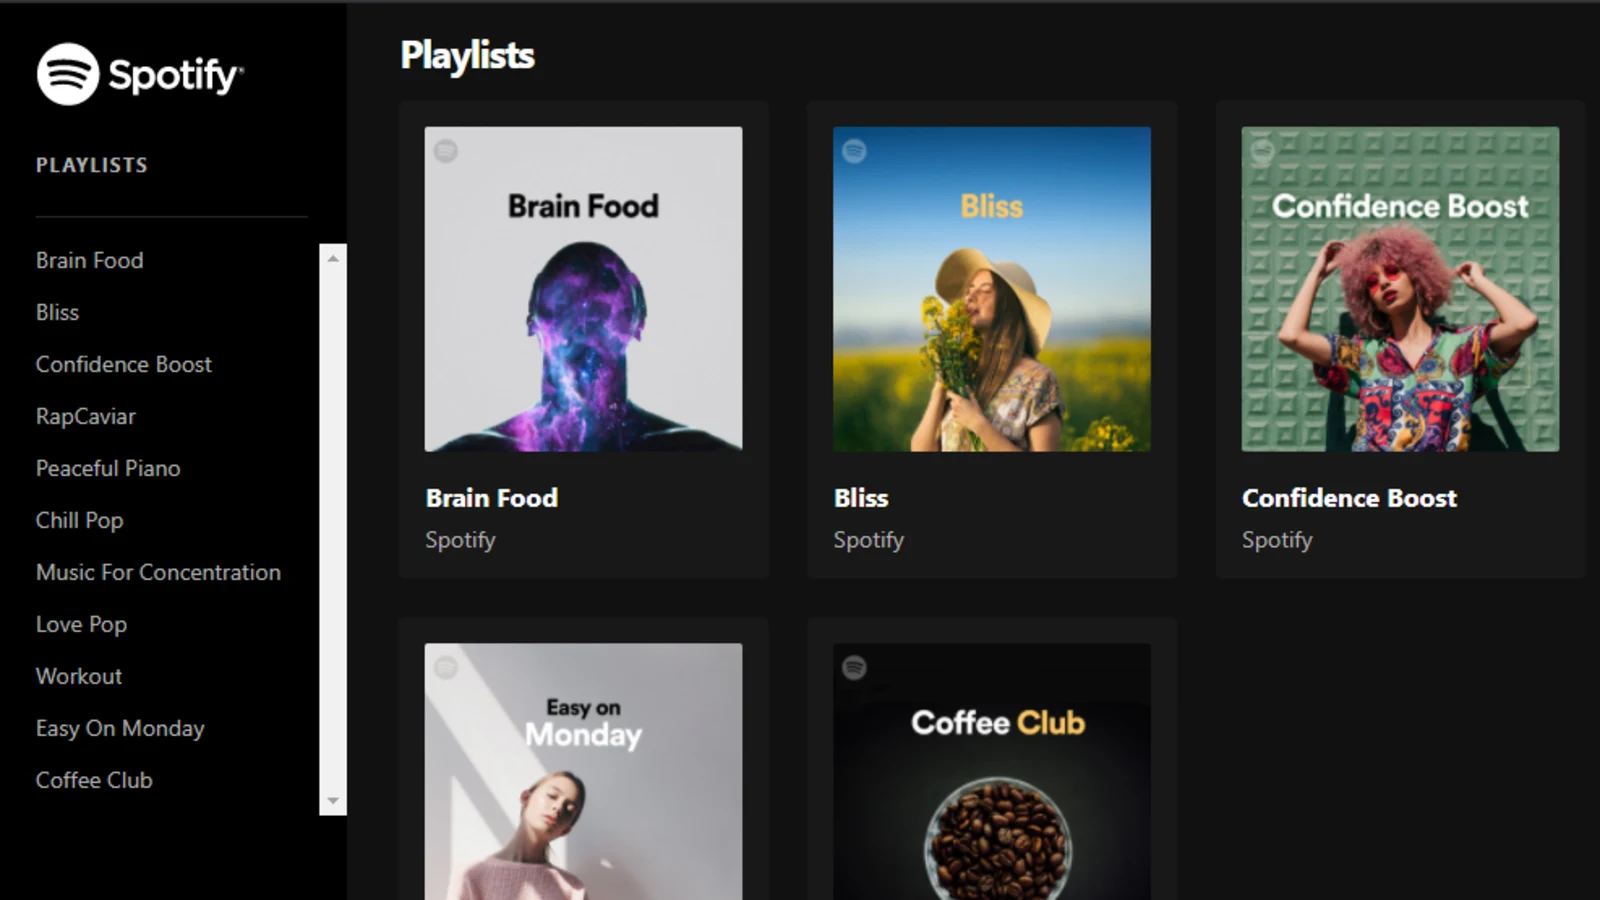 Spotify
PLAYLISTS
Brain Food
Bliss
Confidence Boost
RapCaviar
Peaceful Piano
Chill Pop
Music For Concentration
Love Pop
Workout
Easy On Monday
Coffee Club
Playlists
Brain Food
Brain Food
Spotify
Bliss
Bliss
Spotify
Confidence Boost
Confidence Boost
Spotify
Easy on
Monday
Coffee Club